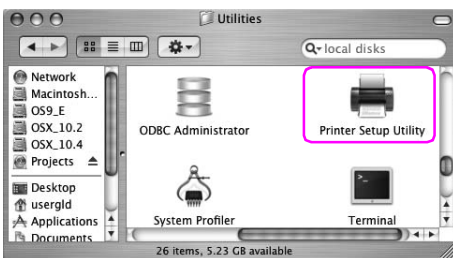 Utilities
local disks
Network
Macintosh...
OS9_E
OSX_10.2
OSX_10.4
Projects
Desktop
usergld
Applications
Documents
ODBC Administrator
Printer Setup Utility
System Profiler
Terminal
26 items, 5.23 GB available